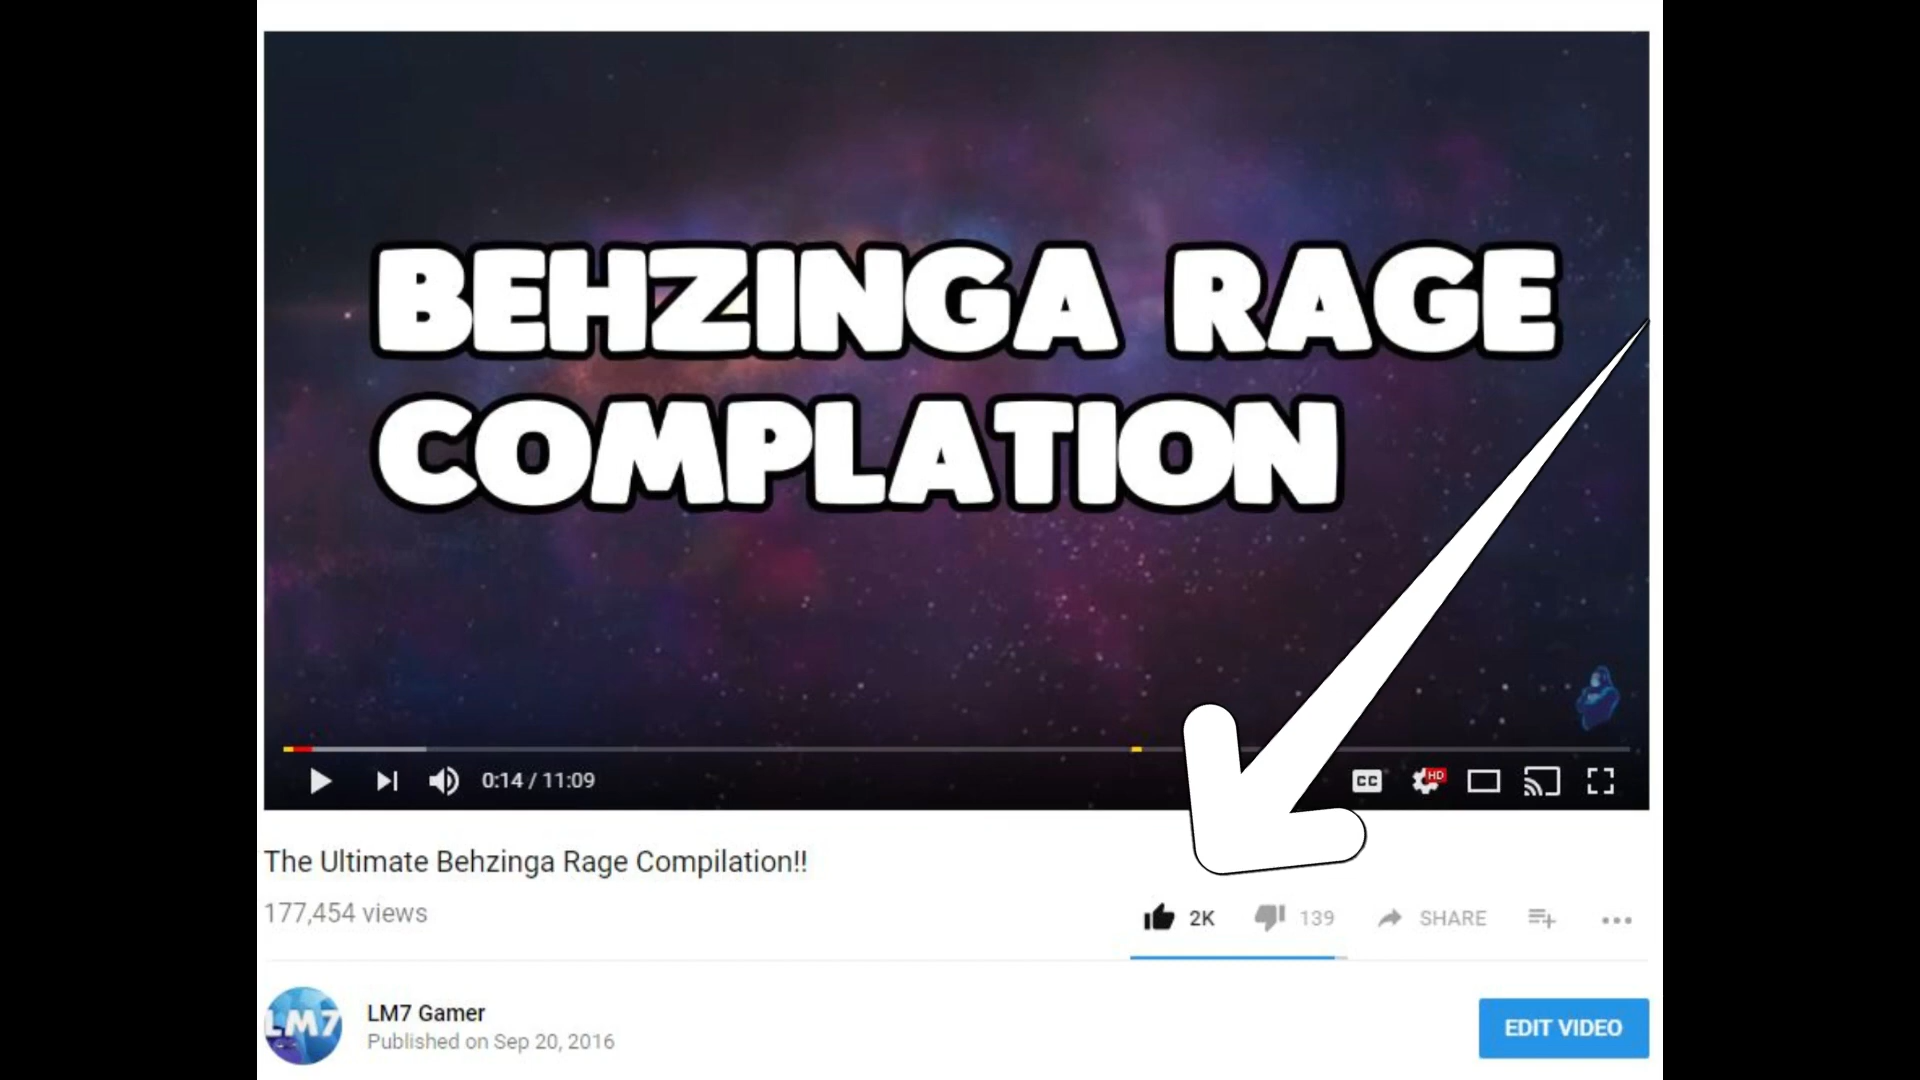 BEHZINGA RAGE
COMPLATION
0:14 / 11:09
CC
HD
The Ultimate Behzinga Rage Compilation!!
177,454 views
2K
139
SHARE
LM7
LM7 Gamer
Published on Sep 20, 2016
EDIT VIDEO